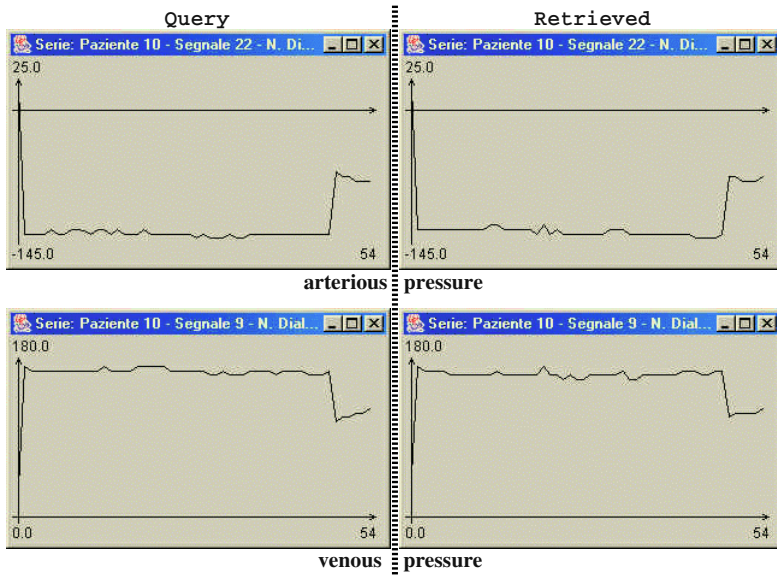 Query Retrieved
Serie: Paziente 10 - Segnale 22 - N. Di... Serie: Paziente 10 - Segnale 22 - N. Di...
25.0 25.0
-145.0 54 -145.0 54
arterious pressure
Serie: Paziente 10 - Segnale 9 - N. Dial... Serie: Paziente 10 - Segnale 9 - N. Dial...
180.0 180.0
0.0 54 0.0 54
venous pressure